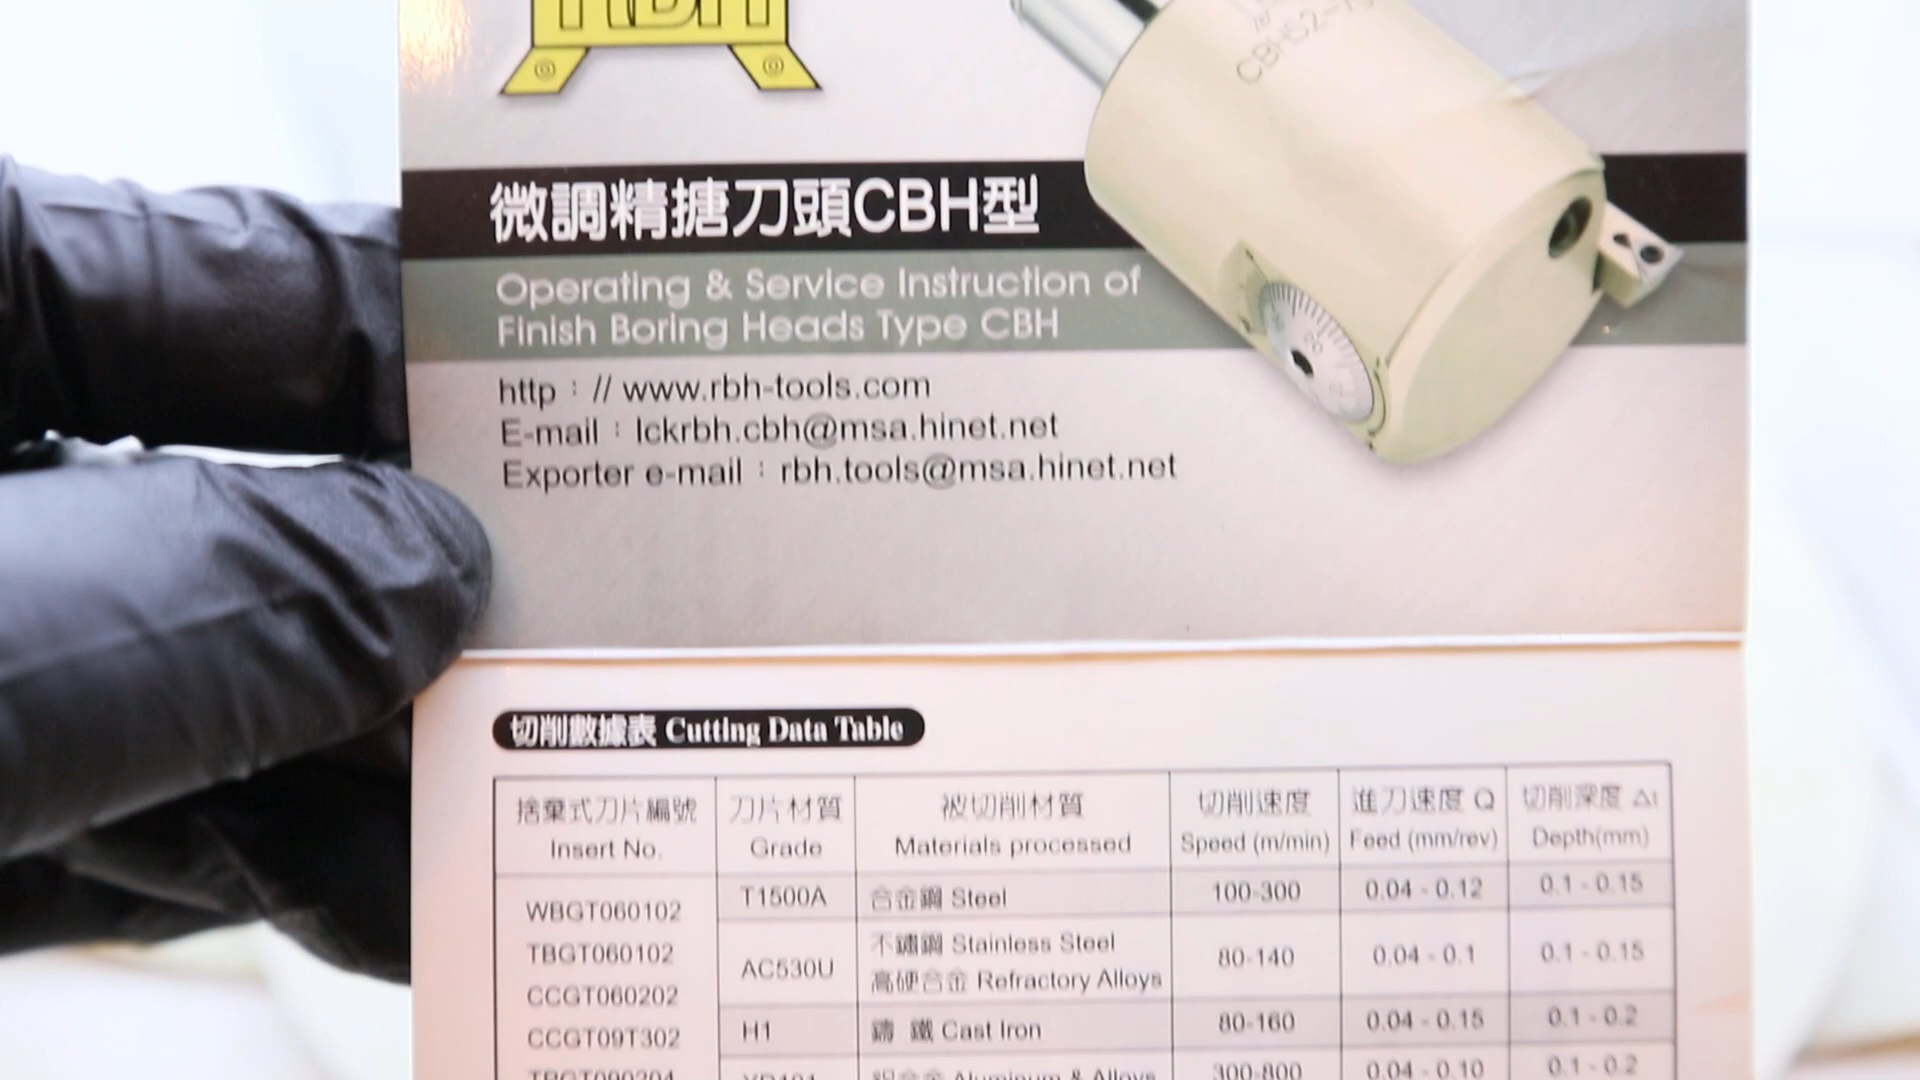 RBH
CBH52-
微調精搪刀頭CBH型
Operating & Service Instruction of
Finish Boring Heads Type CBH
http：// www.rbh-tools.com
E-mail：lckrbh.cbh@msa.hinet.net
Exporter e-mail：rbh.tools@msa.hinet.net
20
切削數據表 Cutting Data Table
捨棄式刀片編號 刀片材質 被切削材質 切削速度 進刀速度 Q 切削深度 Δt
Insert No. Grade Materials processed Speed (m/min) Feed (mm/rev) Depth(mm)
WBGT060102 T1500A 合金鋼 Steel 100-300 0.04 - 0.12 0.1 - 0.15
TBGT060102 AC530U 不鏽鋼 Stainless Steel 80-140 0.04 - 0.1 0.1 - 0.15
CCGT060202 高硬合金 Refractory Alloys
CCGT09T302 H1 鑄 鐵 Cast Iron 80-160 0.04 - 0.15 0.1 - 0.2
TBGT090204 鋁合金 Aluminum & Alloys 300-800 0.04 - 0.10 0.1 - 0.2